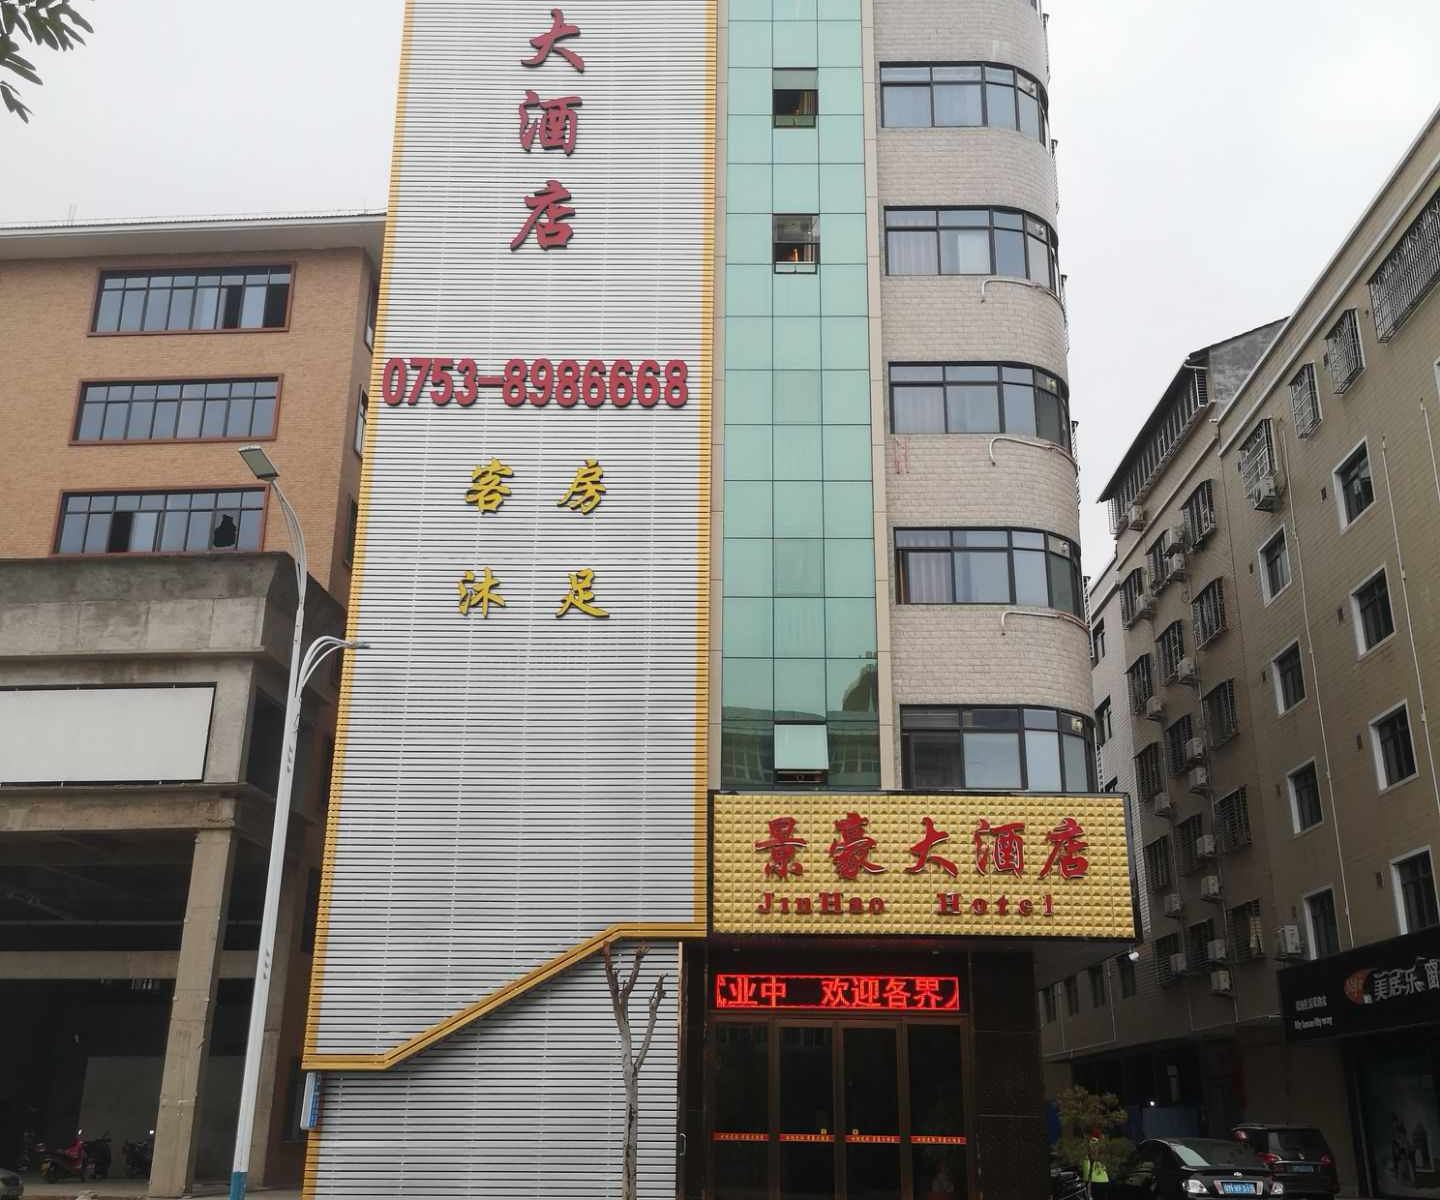 大酒店
0753-8986668
客房
沐足
景豪大酒店
JinHao Hotel
业中 欢迎各界人
美居乐